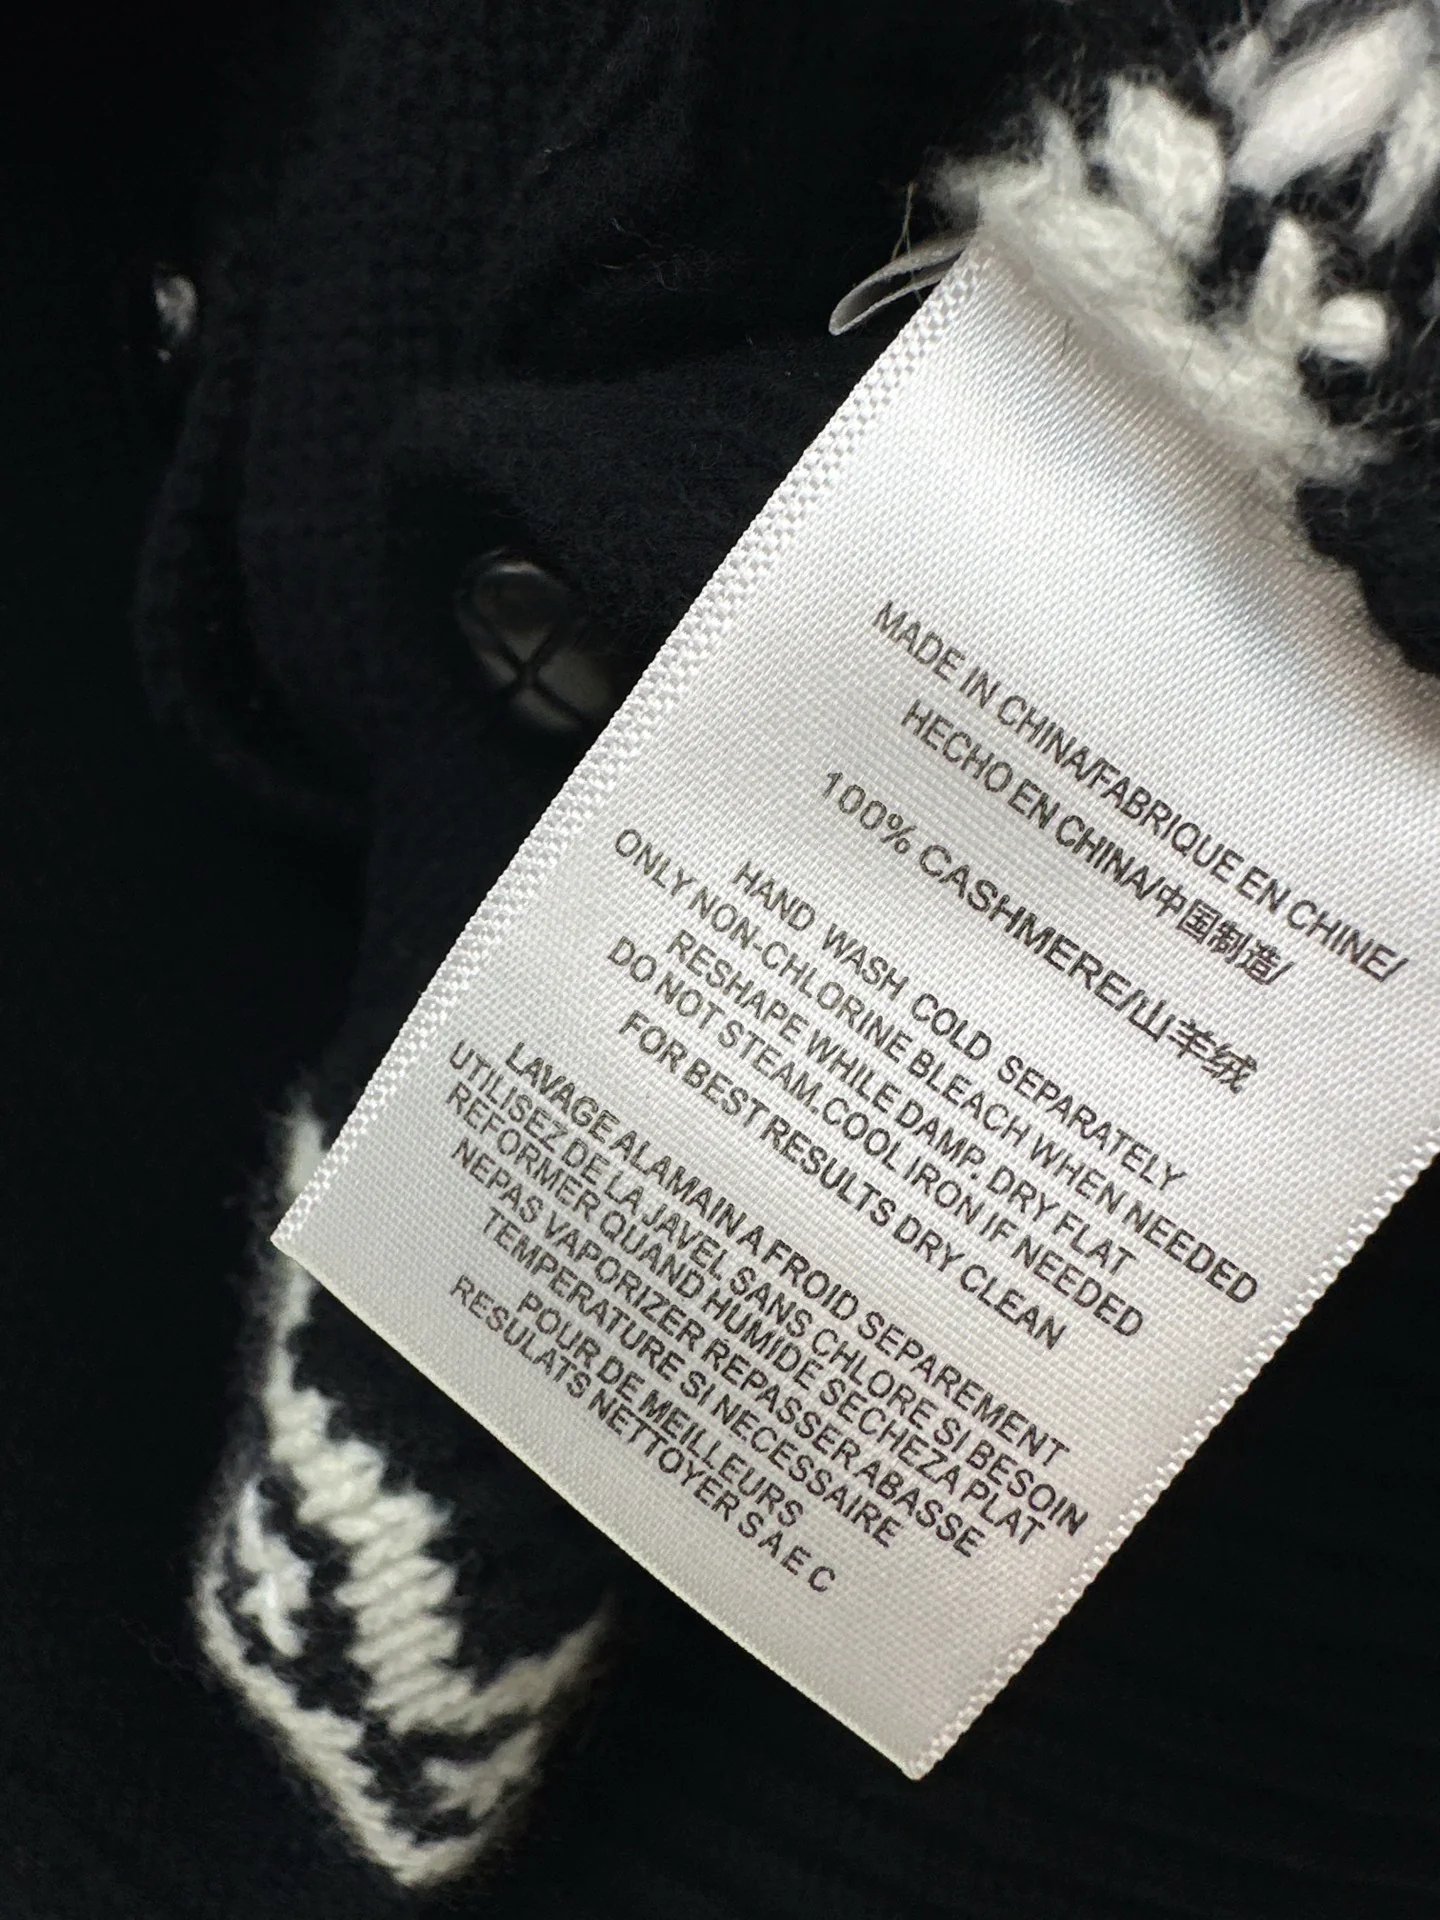 MADE IN CHINA/FABRIQUE EN CHINE/
HECHO EN CHINA/中国制造/
100% CASHMERE/山羊绒
HAND WASH COLD SEPARATELY
ONLY NON-CHLORINE BLEACH WHEN NEEDED
RESHAPE WHILE DAMP. DRY FLAT
DO NOT STEAM.COOL IRON IF NEEDED
FOR BEST RESULTS DRY CLEAN
LAVAGE ALAMAIN A FROID SEPAREMENT
UTILISEZ DE LA JAVEL SANS CHLORE SI BESOIN
REFORMER QUAND HUMIDE SECHEZA PLAT
NEPAS VAPORIZER REPASSER ABASSE
TEMPERATURE SI NECESSAIRE
POUR DE MEILLEURS
RESULATS NETTOYER S A E C